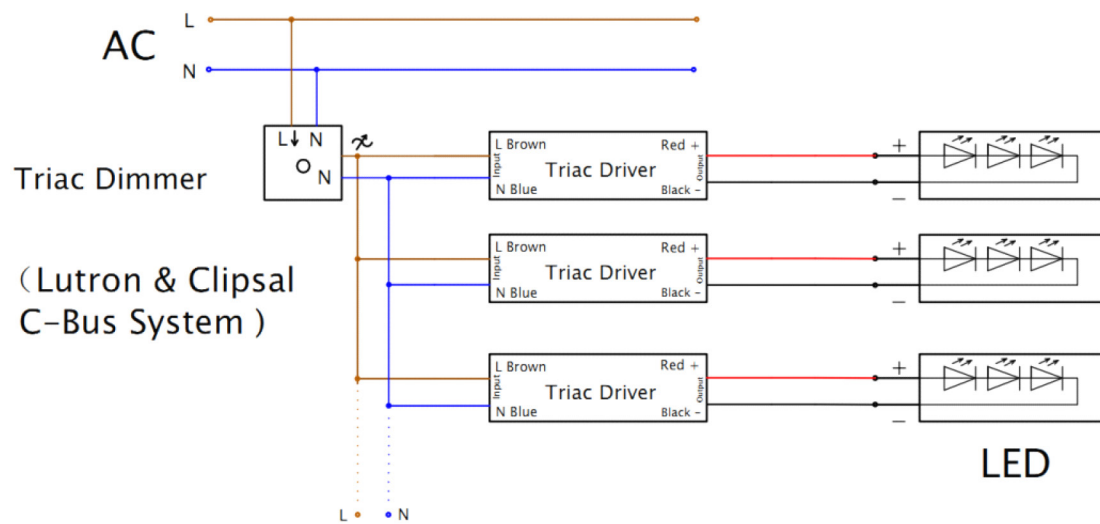 L
AC
N
L N
N
Triac Dimmer
(Lutron & Clipsal
C-Bus System )
L Brown
Input
N Blue
Triac Driver
Red +
Output
Black -
+
−
L Brown
Input
N Blue
Triac Driver
Red +
Output
Black -
+
−
L Brown
Input
N Blue
Triac Driver
Red +
Output
Black -
+
−
LED
L
N